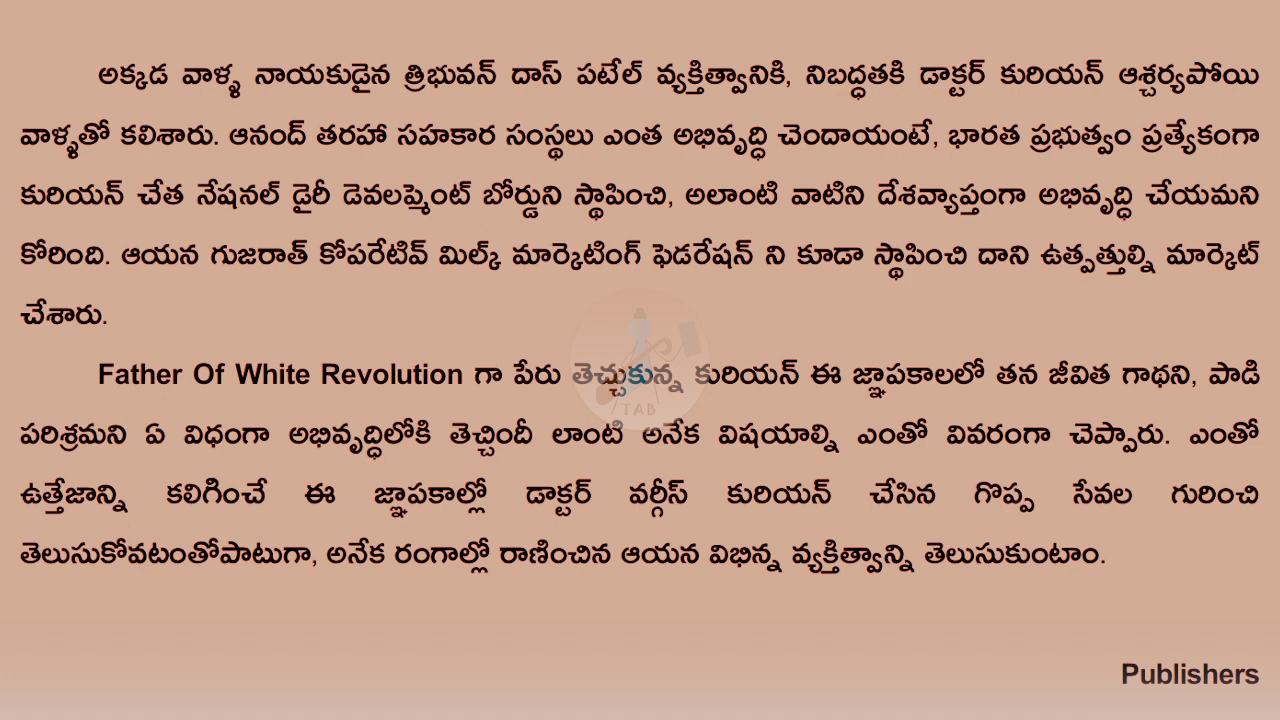 అక్కడ వాళ్ళ నాయకుడైన త్రిభువన్ దాస్ పటేల్ వ్యక్తిత్వానికి, నిబద్ధతకి డాక్టర్ కురియన్ ఆశ్చర్యపోయి
వాళ్ళతో కలిశారు. ఆనంద్ తరహా సహకార సంస్థలు ఎంత అభివృద్ధి చెందాయంటే, భారత ప్రభుత్వం ప్రత్యేకంగా
కురియన్ చేత నేషనల్ డైరీ డెవలప్మెంట్ బోర్డుని స్థాపించి, అలాంటి వాటిని దేశవ్యాప్తంగా అభివృద్ధి చేయమని
కోరింది. ఆయన గుజరాత్ కోపరేటివ్ మిల్క్ మార్కెటింగ్ ఫెడరేషన్ ని కూడా స్థాపించి దాని ఉత్పత్తుల్ని మార్కెట్
చేశారు.
Father Of White Revolution గా పేరు తెచ్చుకున్న కురియన్ ఈ జ్ఞాపకాలలో తన జీవిత గాథని, పాడి
పరిశ్రమని ఏ విధంగా అభివృద్ధిలోకి తెచ్చిందీ లాంటి అనేక విషయాల్ని ఎంతో వివరంగా చెప్పారు. ఎంతో
ఉత్తేజాన్ని కలిగించే ఈ జ్ఞాపకాల్లో డాక్టర్ వర్గీస్ కురియన్ చేసిన గొప్ప సేవల గురించి
తెలుసుకోవటంతోపాటుగా, అనేక రంగాల్లో రాణించిన ఆయన విభిన్న వ్యక్తిత్వాన్ని తెలుసుకుంటాం.
TAB
Publishers